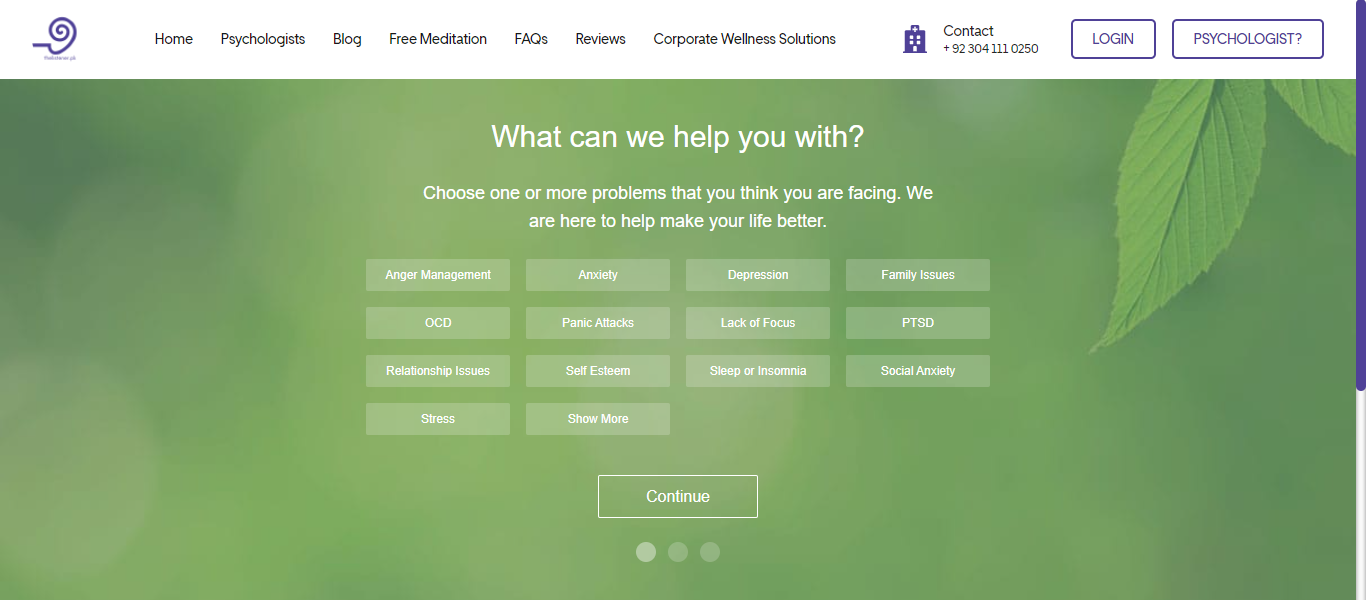 Home
Psychologists
Blog
Free Meditation
FAQs
Reviews
Corporate Wellness Solutions
Contact
+ 92 304 111 0250
LOGIN
PSYCHOLOGIST?
What can we help you with?
Choose one or more problems that you think you are facing. We
are here to help make your life better.
Anger Management
Anxiety
Depression
Family Issues
OCD
Panic Attacks
Lack of Focus
PTSD
Relationship Issues
Self Esteem
Sleep or Insomnia
Social Anxiety
Stress
Show More
Continue